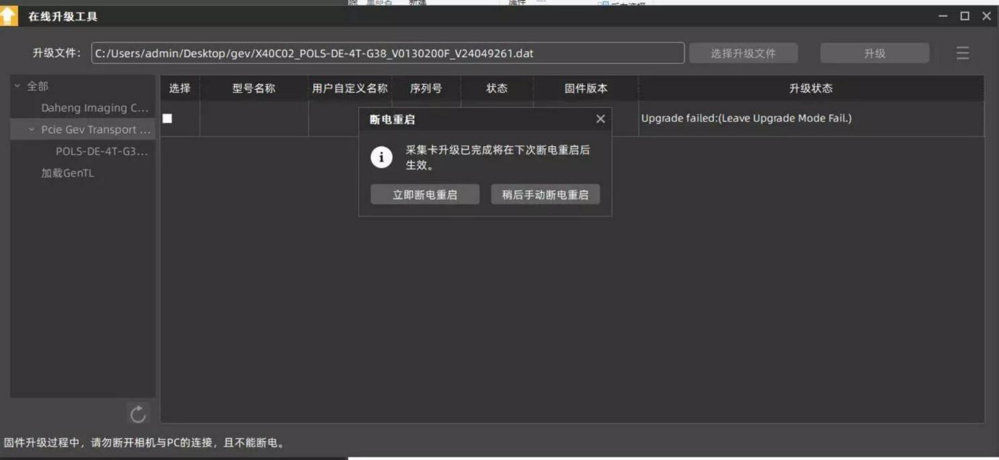 新建
属性
在线升级工具
升级文件: C:/Users/admin/Desktop/gev/X40C02_POLS-DE-4T-G38_V0130200F_V24049261.dat 选择升级文件 升级
全部
Daheng Imaging C...
Pcie Gev Transport ...
POLS-DE-4T-G3...
加载GenTL
选择 型号名称 用户自定义名称 序列号 状态 固件版本 升级状态
Upgrade failed:(Leave Upgrade Mode Fail.)
断电重启
采集卡升级已完成将在下次断电重启后
生效。
立即断电重启 稍后手动断电重启
固件升级过程中，请勿断开相机与PC的连接，且不能断电。